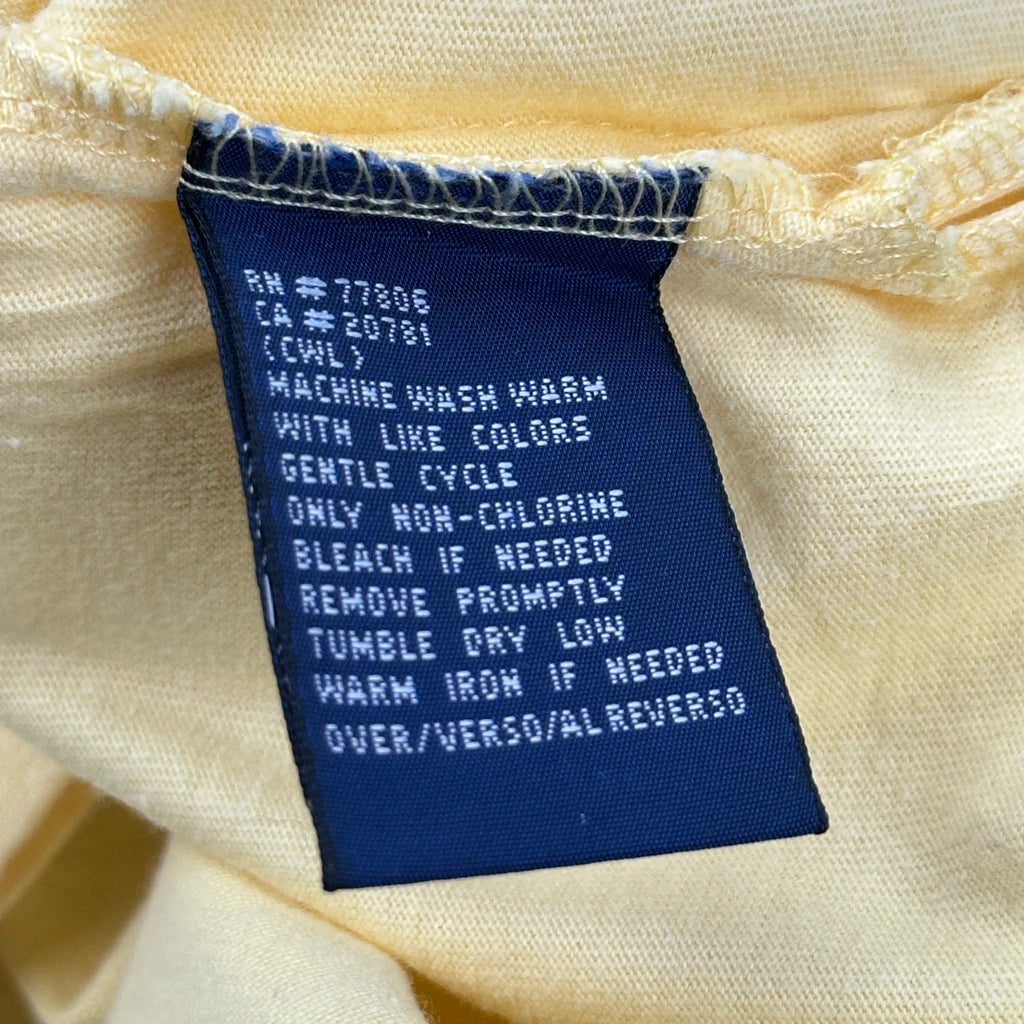 RN # 77806
CA # 20781
(CWL)
MACHINE WASH WARM
WITH LIKE COLORS
GENTLE CYCLE
ONLY NON-CHLORINE
BLEACH IF NEEDED
REMOVE PROMPTLY
TUMBLE DRY LOW
WARM IRON IF NEEDED
OVER/VERSO/AL REVERSO